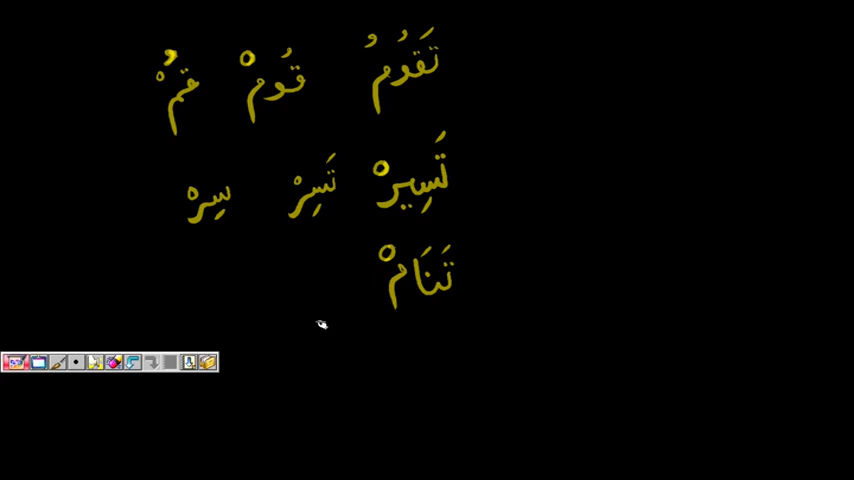 تَقُومُ قُومْ قُمْ
تَسِيرْ تَسِرْ سِرْ
تَنَامْ